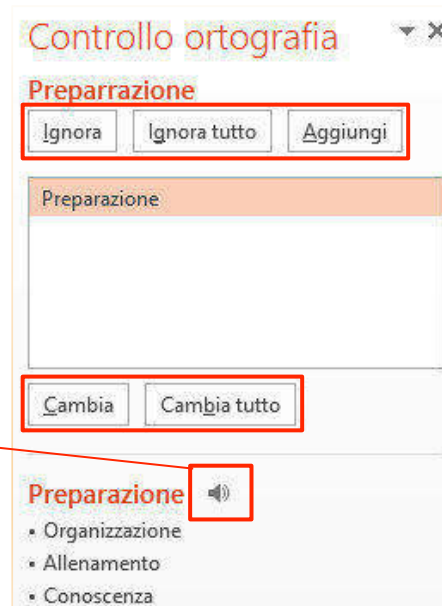 Controllo ortografia
Preparrazione
Ignora Ignora tutto Aggiungi
Preparazione
Cambia Cambia tutto
Preparazione
▪ Organizzazione
▪ Allenamento
▪ Conoscenza